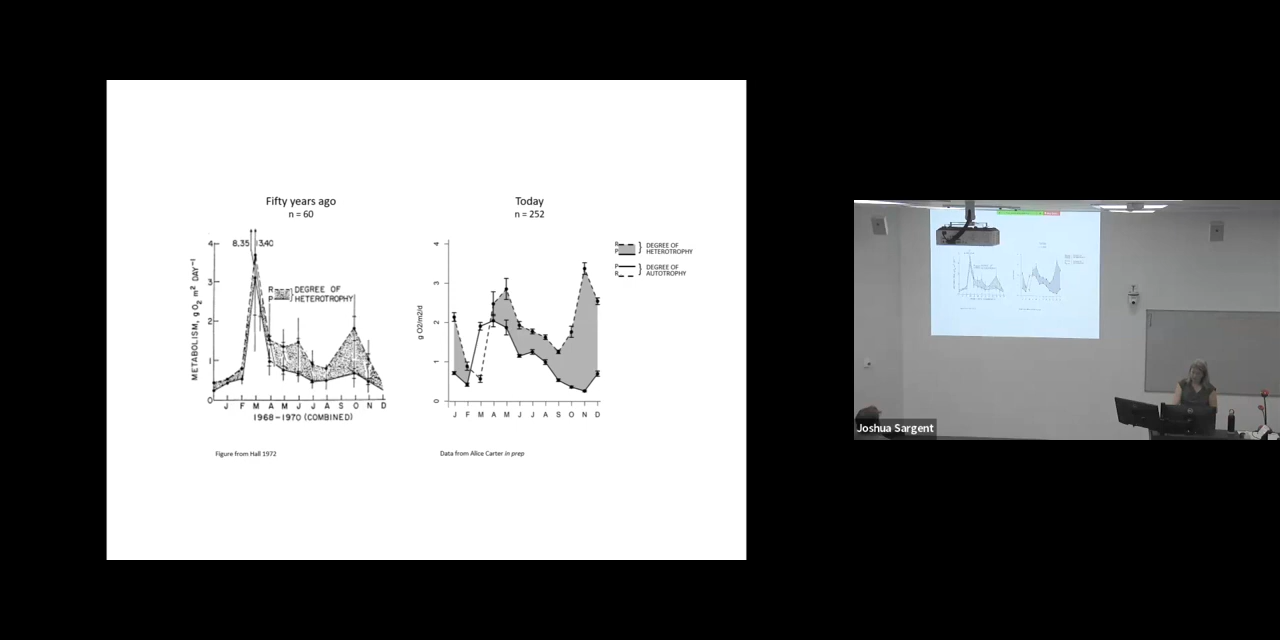 Fifty years ago
n = 60
Today
n = 252
8.35
13.40
METABOLISM, g O₂ m² DAY⁻¹
4
3
2
1
0
R
P
DEGREE OF
HETEROTROPHY
J F M A M J J A S O N D
1968-1970 (COMBINED)
g O2/m2/d
4
3
2
1
0
J F M A M J J A S O N D
R
P
DEGREE OF
HETEROTROPHY
P
R
DEGREE OF
AUTOTROPHY
Figure from Hall 1972
Data from Alice Carter in prep
Joshua Sargent